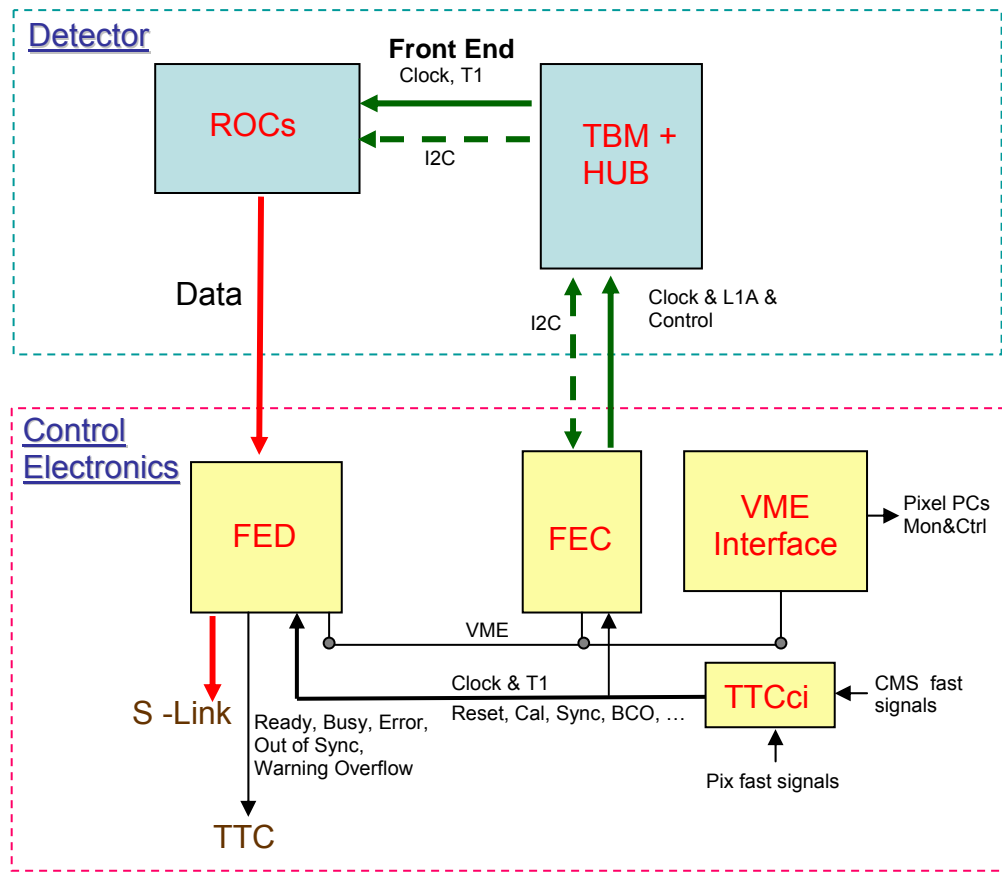 Detector
Front End
Clock, T1
ROCs
TBM +
HUB
I2C
Data
I2C
Clock & L1A &
Control
Control
Electronics
FED
FEC
VME
Interface
Pixel PCs
Mon&Ctrl
VME
Clock & T1
Reset, Cal, Sync, BCO, …
TTCci
CMS fast
signals
S -Link
Ready, Busy, Error,
Out of Sync,
Warning Overflow
Pix fast signals
TTC